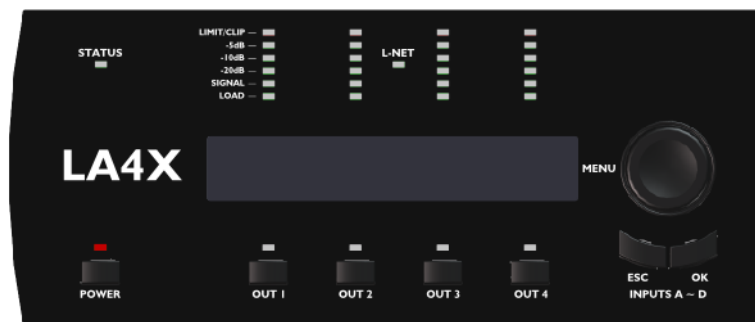 STATUS
LIMIT/CLIP
-5dB
-10dB
-20dB
SIGNAL
LOAD
L-NET
LA4X
MENU
POWER
OUT 1
OUT 2
OUT 3
OUT 4
ESC
OK
INPUTS A ~ D